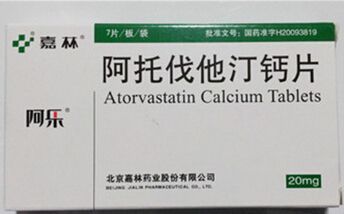 嘉林®
7片/板/袋
批准文号：国药准字H20093819
阿托伐他汀钙片
Atorvastatin Calcium Tablets
阿乐®
北京嘉林药业股份有限公司
BEIJING JIALIN PHARMACEUTICAL CO., LTD.
20mg